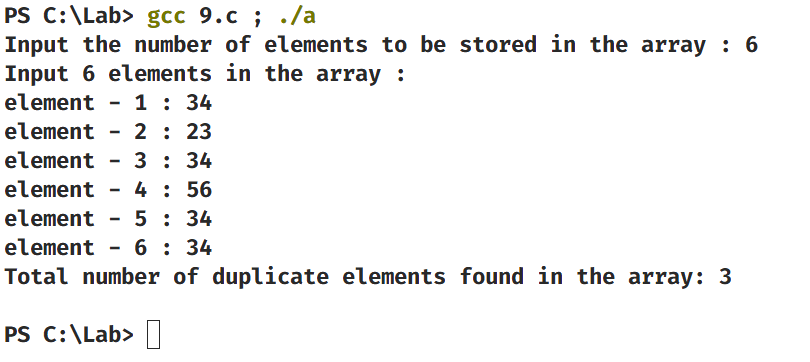 PS C:\Lab> gcc 9.c ; ./a
Input the number of elements to be stored in the array : 6
Input 6 elements in the array :
element - 1 : 34
element - 2 : 23
element - 3 : 34
element - 4 : 56
element - 5 : 34
element - 6 : 34
Total number of duplicate elements found in the array: 3
PS C:\Lab>